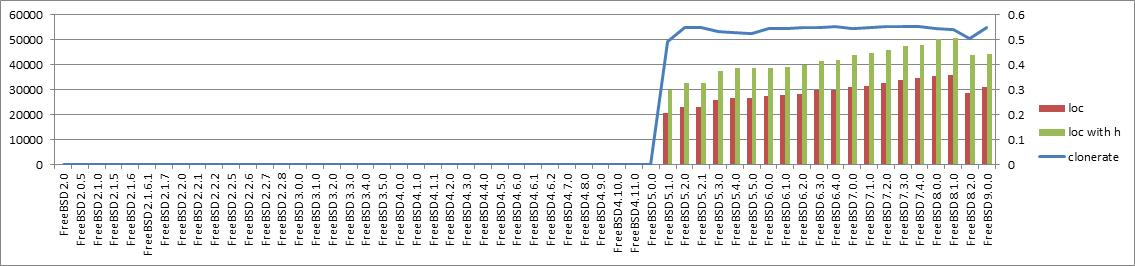 60000
50000
40000
30000
20000
10000
0
0.6
0.5
0.4
0.3
0.2
0.1
0
FreeBSD2.0
FreeBSD2.0.5
FreeBSD2.1.0
FreeBSD2.1.5
FreeBSD2.1.6
FreeBSD2.1.6.1
FreeBSD2.1.7
FreeBSD2.2.0
FreeBSD2.2.1
FreeBSD2.2.2
FreeBSD2.2.5
FreeBSD2.2.6
FreeBSD2.2.7
FreeBSD2.2.8
FreeBSD3.0.0
FreeBSD3.1.0
FreeBSD3.2.0
FreeBSD3.3.0
FreeBSD3.4.0
FreeBSD3.5.0
FreeBSD4.0.0
FreeBSD4.1.0
FreeBSD4.1.1
FreeBSD4.2.0
FreeBSD4.3.0
FreeBSD4.4.0
FreeBSD4.5.0
FreeBSD4.6.0
FreeBSD4.6.1
FreeBSD4.6.2
FreeBSD4.7.0
FreeBSD4.8.0
FreeBSD4.9.0
FreeBSD4.10.0
FreeBSD4.11.0
FreeBSD5.0.0
FreeBSD5.1.0
FreeBSD5.2.0
FreeBSD5.2.1
FreeBSD5.3.0
FreeBSD5.4.0
FreeBSD5.5.0
FreeBSD6.0.0
FreeBSD6.1.0
FreeBSD6.2.0
FreeBSD6.3.0
FreeBSD6.4.0
FreeBSD7.0.0
FreeBSD7.1.0
FreeBSD7.2.0
FreeBSD7.3.0
FreeBSD7.4.0
FreeBSD8.0.0
FreeBSD8.1.0
FreeBSD8.2.0
FreeBSD9.0.0
loc
loc with h
clonerate